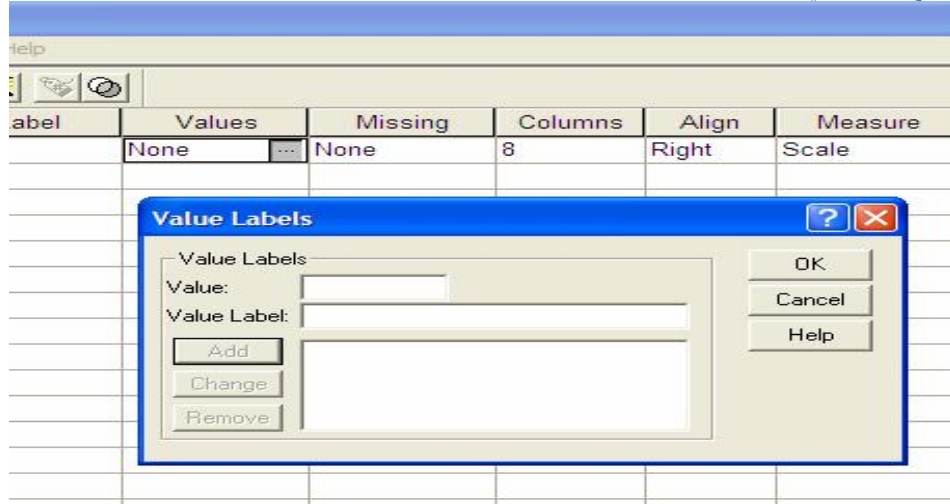 Help
abel Values Missing Columns Align Measure
None ... None 8 Right Scale
Value Labels
Value Labels
Value:
Value Label:
Add
Change
Remove
OK
Cancel
Help